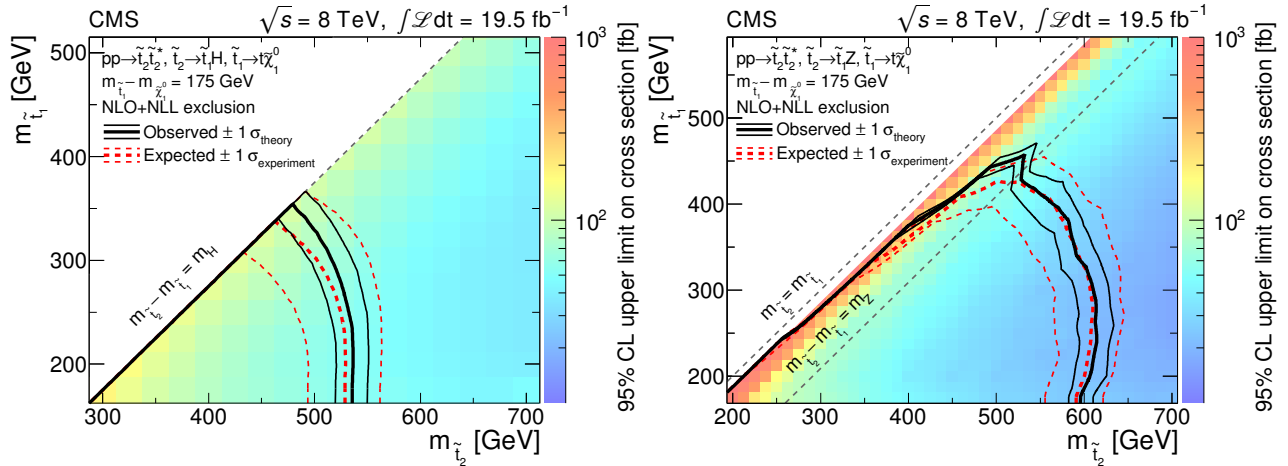 CMS √s = 8 TeV, ∫ℒdt = 19.5 fb⁻¹
pp→t̃₂t̃₂*, t̃₂→t̃₁H, t̃₁→tχ̃₁⁰
m_t̃₁ − m_χ̃₁⁰ = 175 GeV
NLO+NLL exclusion
Observed ± 1 σ_theory
Expected ± 1 σ_experiment
m_t̃₂ − m_t̃₁ = m_H
m_t̃₁ [GeV]
500
400
300
200
300 400 500 600 700
m_t̃₂ [GeV]
10³
10²
95% CL upper limit on cross section [fb]
CMS √s = 8 TeV, ∫ℒdt = 19.5 fb⁻¹
pp→t̃₂t̃₂*, t̃₂→t̃₁Z, t̃₁→tχ̃₁⁰
m_t̃₁ − m_χ̃₁⁰ = 175 GeV
NLO+NLL exclusion
Observed ± 1 σ_theory
Expected ± 1 σ_experiment
m_t̃₂ = m_t̃₁
m_t̃₂ − m_t̃₁ = m_Z
m_t̃₁ [GeV]
500
400
300
200
200 300 400 500 600 700
m_t̃₂ [GeV]
10³
10²
95% CL upper limit on cross section [fb]